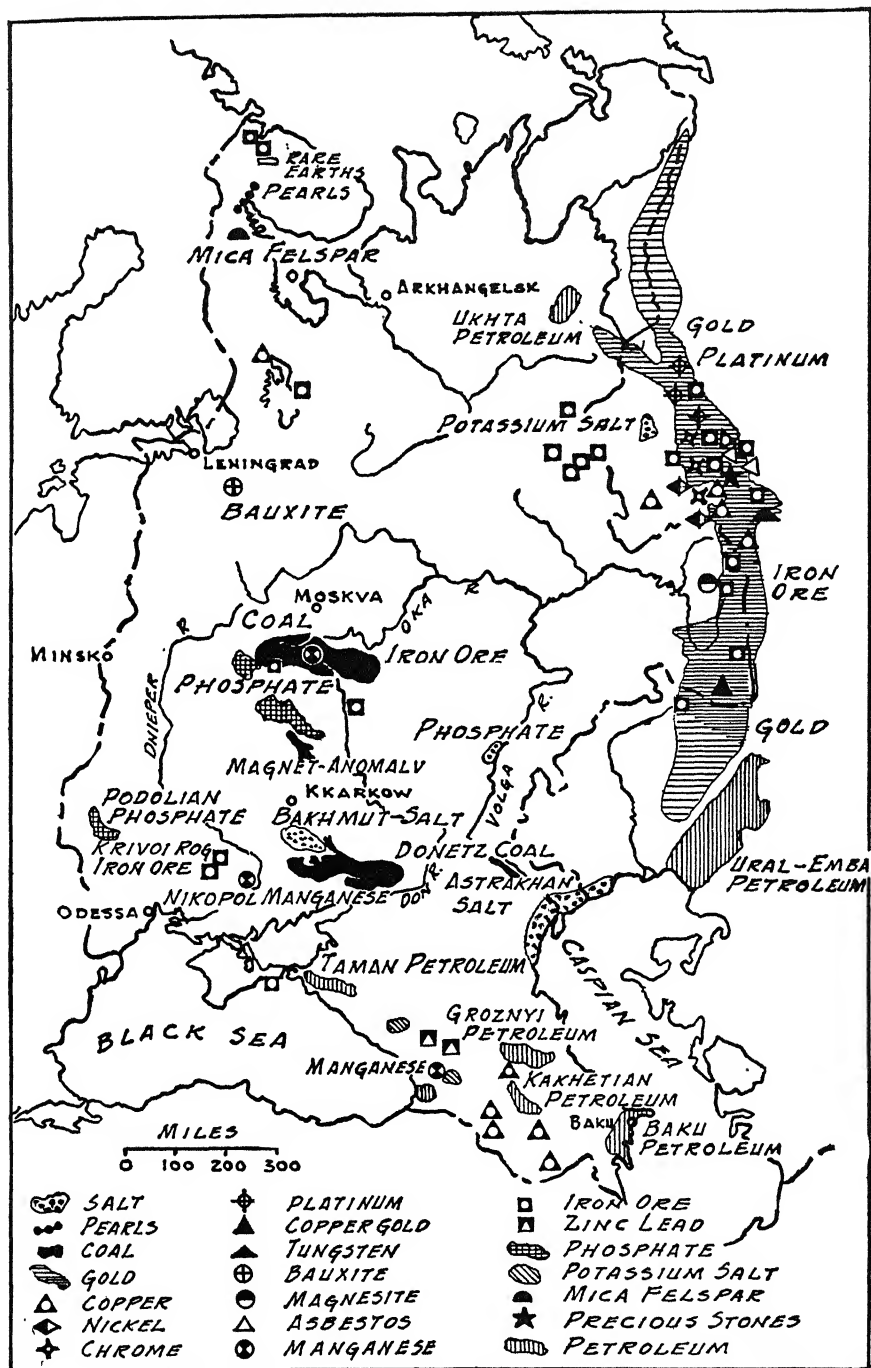 RARE
EARTHS
PEARLS
MICA FELSPAR
ARKHANGELSK
UKHTA
PETROLEUM
GOLD
PLATINUM
POTASSIUM SALT
LENINGRAD
BAUXITE
MOSKVA
COAL
OKA R.
IRON
ORE
R.
MINSK
IRON ORE
PHOSPHATE
DNIEPER
PHOSPHATE
R.
GOLD
MAGNET-ANOMALV
VOLGA
KKARKOW
PODOLIAN
PHOSPHATE
BAKHMUT-SALT
KRIVOI ROG
IRON ORE
DONETZ COAL
URAL-EMBA
PETROLEUM
ASTRAKHAN
SALT
NIKOPOL MANGANESE
DON R.
ODESSA
TAMAN PETROLEUM
CASPIAN SEA
BLACK SEA
GROZNYI
PETROLEUM
MANGANESE
KAKHETIAN
PETROLEUM
BAKU
BAKU
PETROLEUM
MILES
0 100 200 300
SALT
PEARLS
COAL
GOLD
COPPER
NICKEL
CHROME
PLATINUM
COPPER GOLD
TUNGSTEN
BAUXITE
MAGNESITE
ASBESTOS
MANGANESE
IRON ORE
ZINC LEAD
PHOSPHATE
POTASSIUM SALT
MICA FELSPAR
PRECIOUS STONES
PETROLEUM